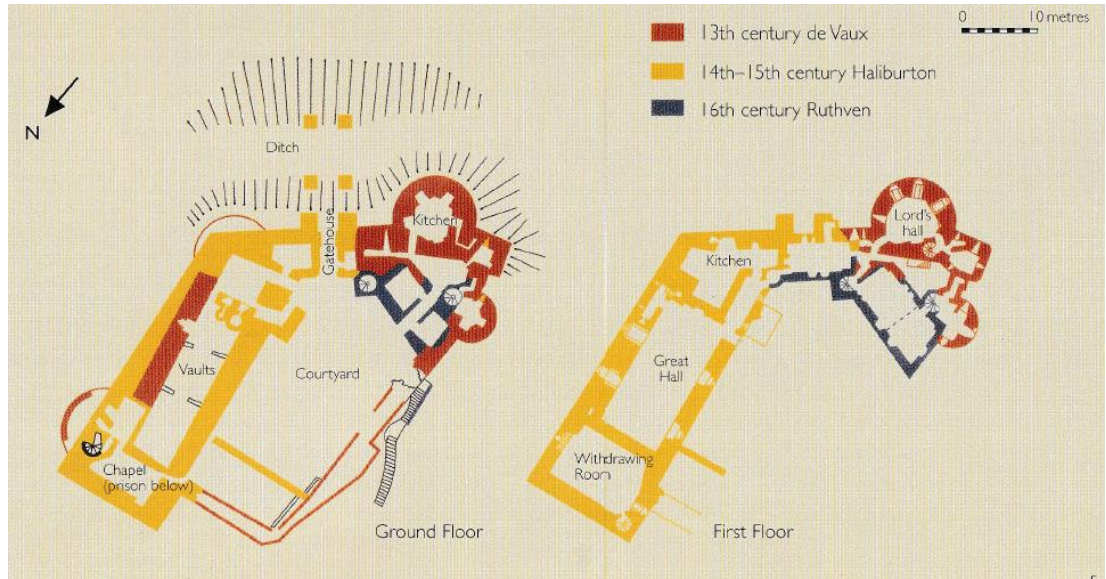 0 10 metres
13th century de Vaux
14th–15th century Haliburton
16th century Ruthven
N
Ditch
Gatehouse
Kitchen
Vaults
Courtyard
Chapel
(prison below)
Ground Floor
Lord's
hall
Kitchen
Great
Hall
Withdrawing
Room
First Floor